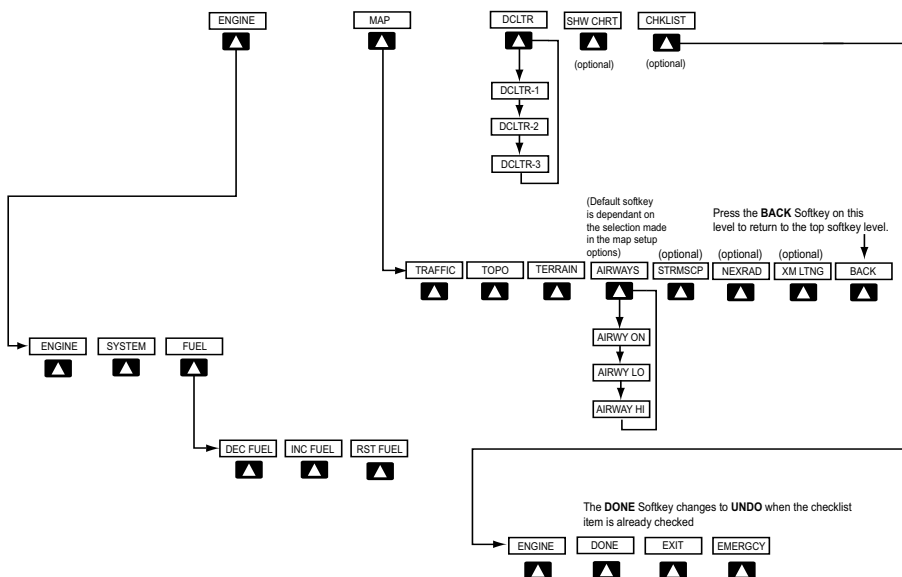 ENGINE
MAP
DCLTR
SHW CHRT
CHKLIST
(optional)
(optional)
DCLTR-1
DCLTR-2
DCLTR-3
(Default softkey
is dependant on
the selection made
in the map setup
options)
Press the BACK Softkey on this
level to return to the top softkey level.
(optional)
(optional)
(optional)
TRAFFIC
TOPO
TERRAIN
AIRWAYS
STRMSCP
NEXRAD
XM LTNG
BACK
AIRWY ON
AIRWY LO
AIRWAY HI
ENGINE
SYSTEM
FUEL
DEC FUEL
INC FUEL
RST FUEL
The DONE Softkey changes to UNDO when the checklist
item is already checked
ENGINE
DONE
EXIT
EMERGCY